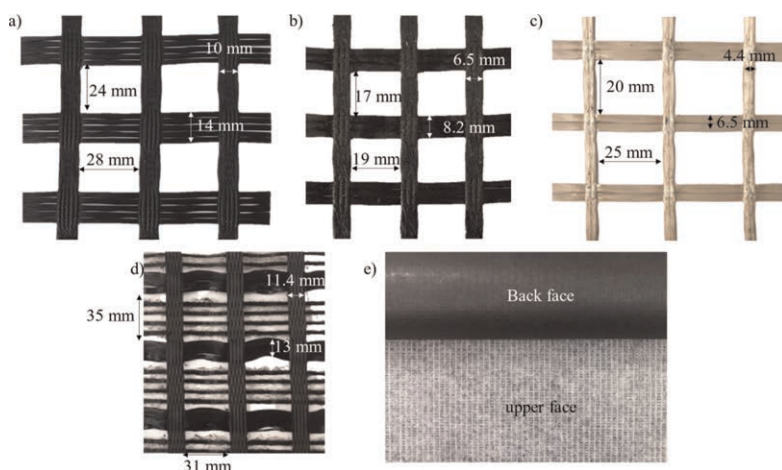 a)
10 mm
24 mm
14 mm
28 mm
b)
6.5 mm
17 mm
8.2 mm
19 mm
c)
4.4 mm
20 mm
6.5 mm
25 mm
d)
11.4 mm
35 mm
13 mm
31 mm
e)
Back face
upper face